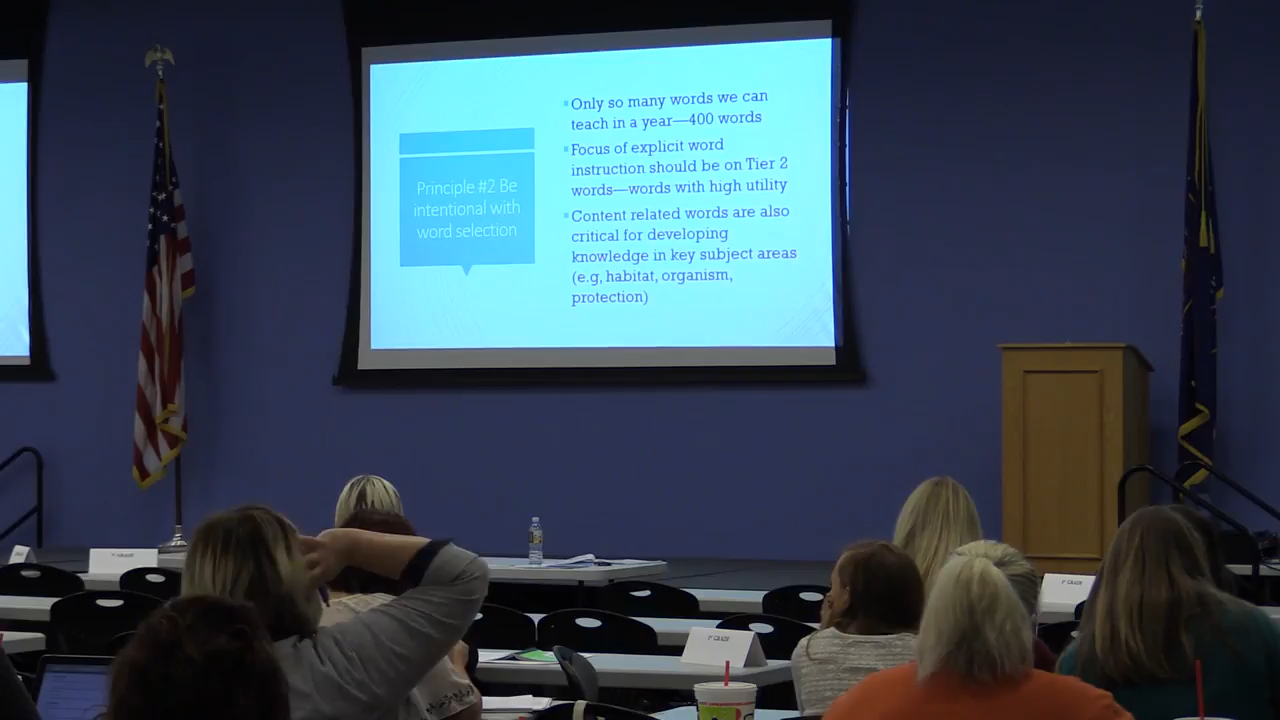 Principle #2 Be
intentional with
word selection
Only so many words we can
teach in a year—400 words
Focus of explicit word
instruction should be on Tier 2
words—words with high utility
Content related words are also
critical for developing
knowledge in key subject areas
(e.g, habitat, organism,
protection)
1ST GRADE